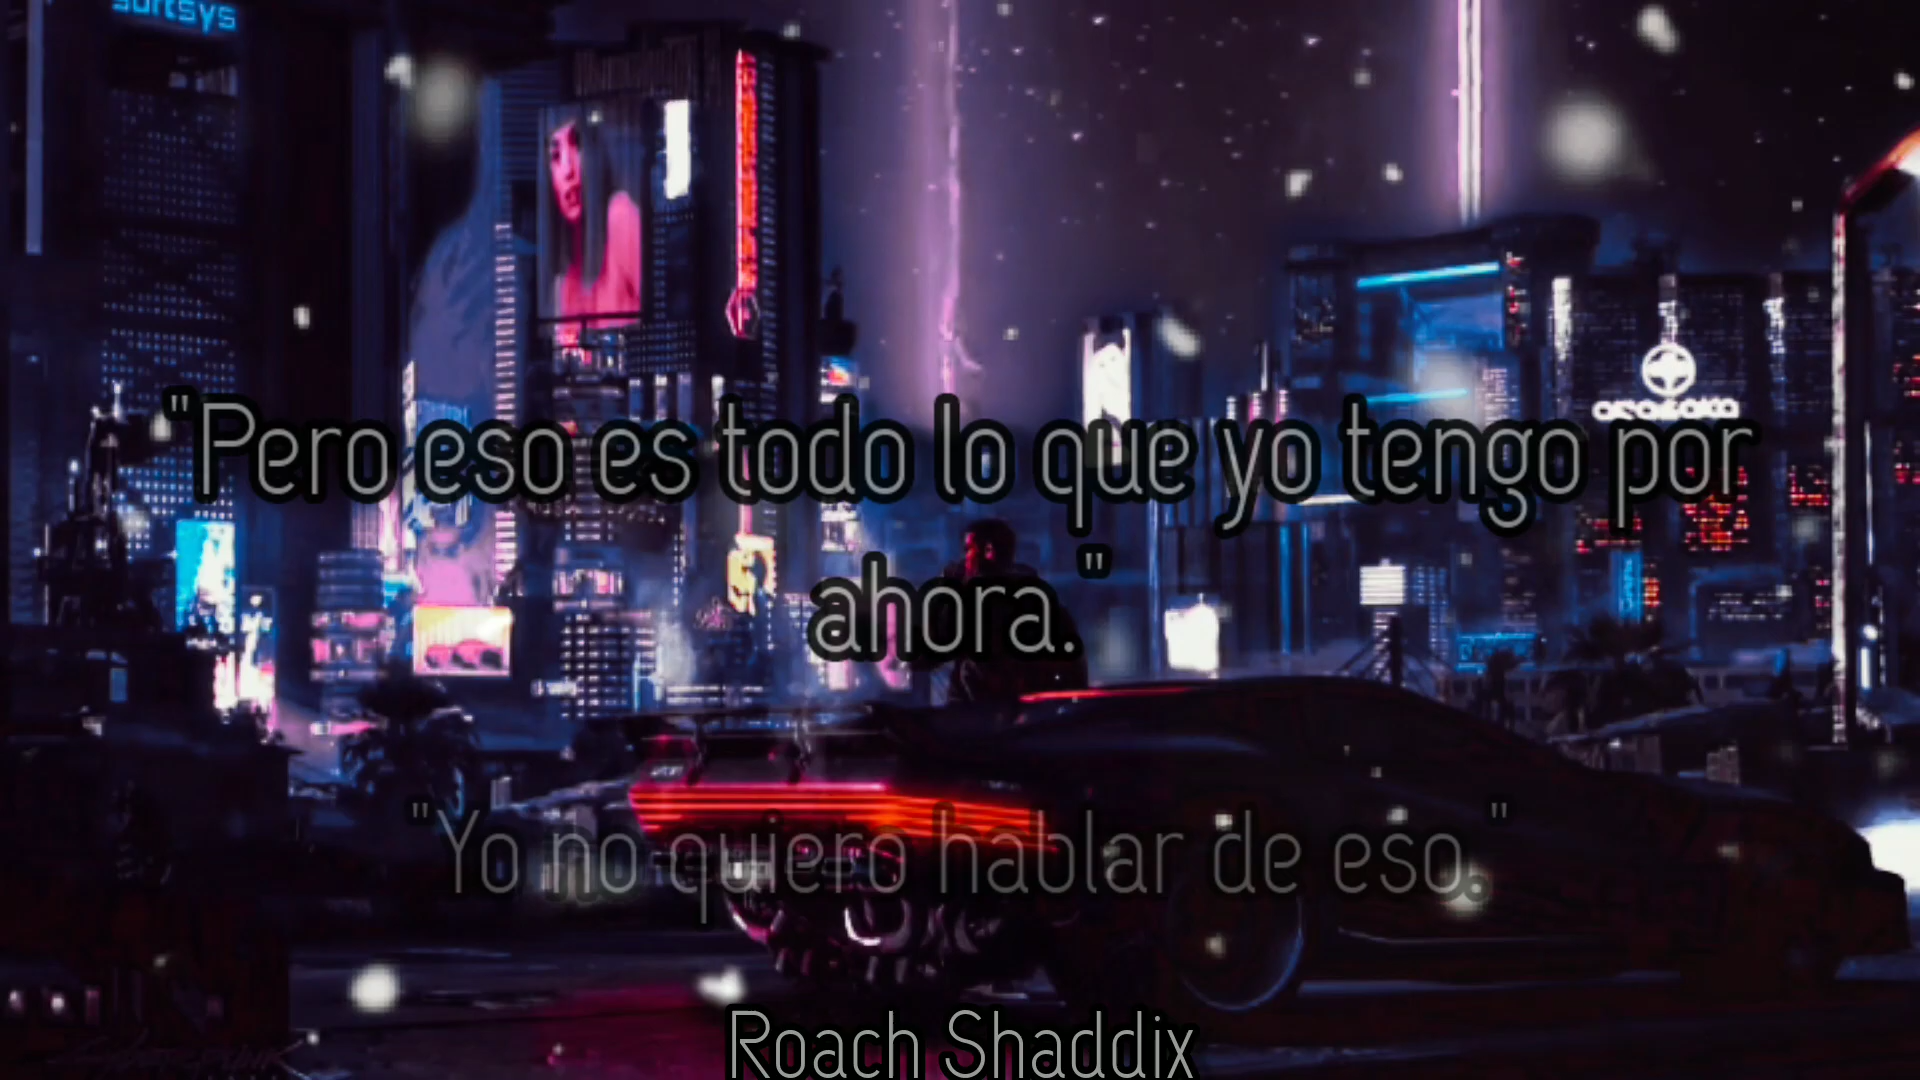 surtsys
arasaka
"Pero eso es todo lo que yo tengo por
ahora."
"Yo no quiero hablar de eso."
Roach Shaddix